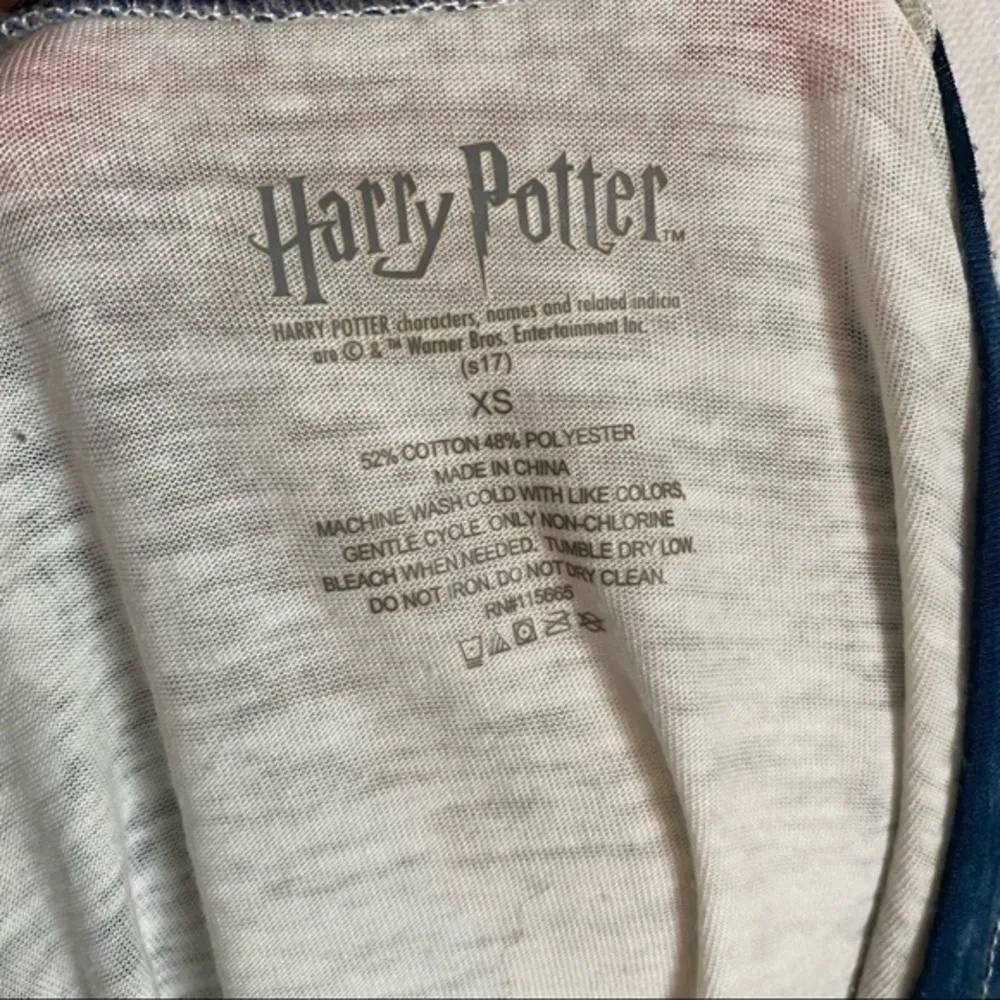 Harry Potter™
HARRY POTTER characters, names and related indicia
are © & ™ Warner Bros. Entertainment Inc.
(s17)
XS
52% COTTON 48% POLYESTER
MADE IN CHINA
MACHINE WASH COLD WITH LIKE COLORS,
GENTLE CYCLE. ONLY NON-CHLORINE
BLEACH WHEN NEEDED. TUMBLE DRY LOW.
DO NOT IRON. DO NOT DRY CLEAN.
RN#115665